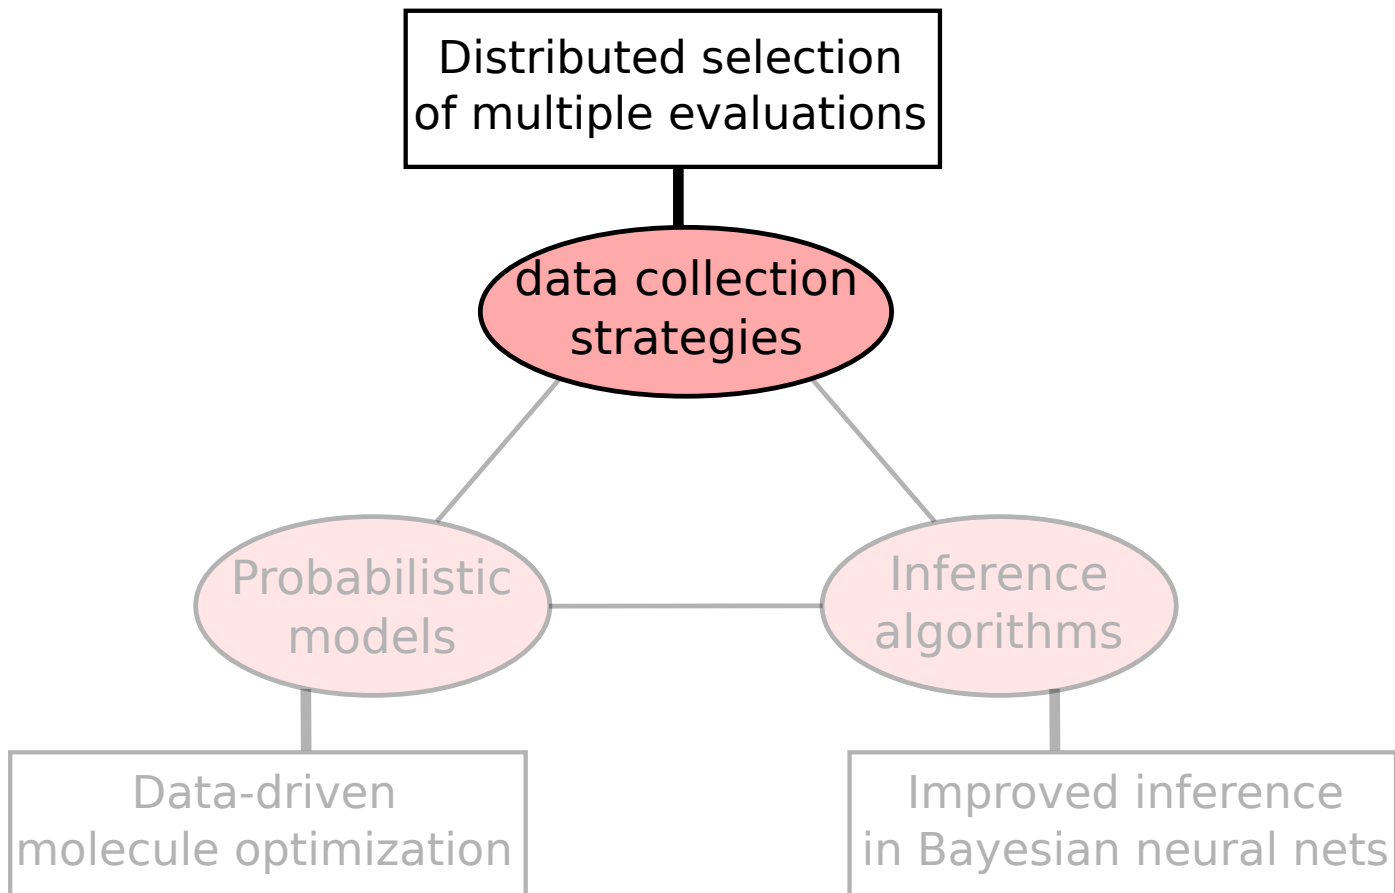 Distributed selection
of multiple evaluations
data collection
strategies
Probabilistic
models
Inference
algorithms
Data-driven
molecule optimization
Improved inference
in Bayesian neural nets